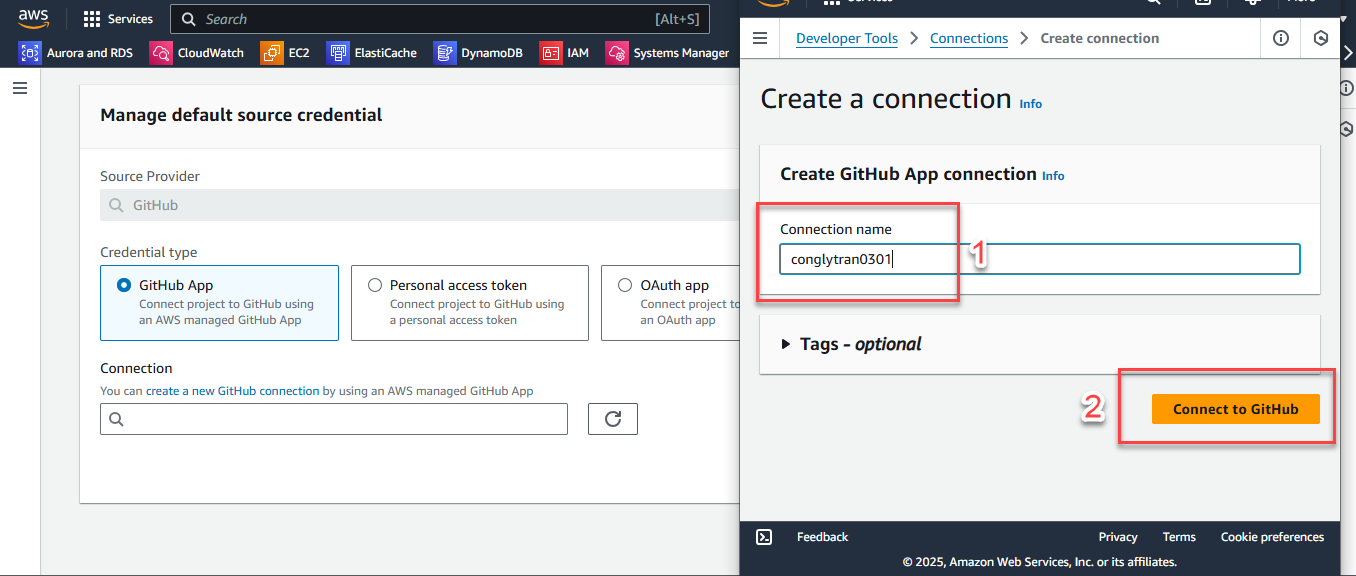 aws
Services
Search
[Alt+S]
Aurora and RDS
CloudWatch
EC2
ElastiCache
DynamoDB
IAM
Systems Manager
Manage default source credential
Source Provider
GitHub
Credential type
GitHub App
Connect project to GitHub using
an AWS managed GitHub App
Personal access token
Connect project to GitHub using
a personal access token
OAuth app
Connect project to
an OAuth app
Connection
You can create a new GitHub connection by using an AWS managed GitHub App
Developer Tools
Connections
Create connection
Create a connection Info
Create GitHub App connection Info
Connection name
conglytran0301
1
Tags - optional
2
Connect to GitHub
Feedback
Privacy
Terms
Cookie preferences
© 2025, Amazon Web Services, Inc. or its affiliates.